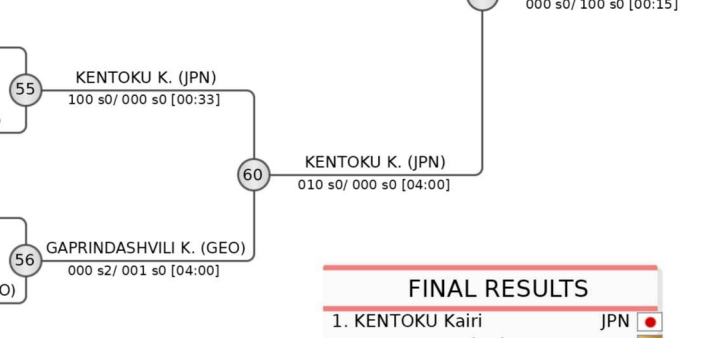 000 s0/ 100 s0 [00:15]
55
KENTOKU K. (JPN)
100 s0/ 000 s0 [00:33]
60
KENTOKU K. (JPN)
010 s0/ 000 s0 [04:00]
56
GAPRINDASHVILI K. (GEO)
000 s2/ 001 s0 [04:00]
O)
FINAL RESULTS
1. KENTOKU Kairi JPN